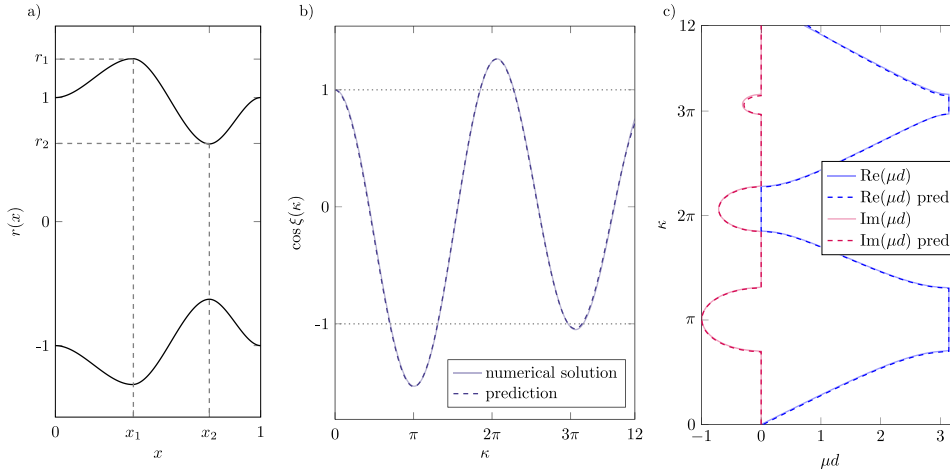 a)
r₁
1
r₂
0
-1
r(x)
0
x₁
x₂
1
x
b)
1
0
-1
cos ξ(κ)
numerical solution
prediction
0
π
2π
3π
12
κ
c)
12
3π
2π
π
0
κ
Re(μd)
Re(μd) pred
Im(μd)
Im(μd) pred
−1
0
1
2
3
μd